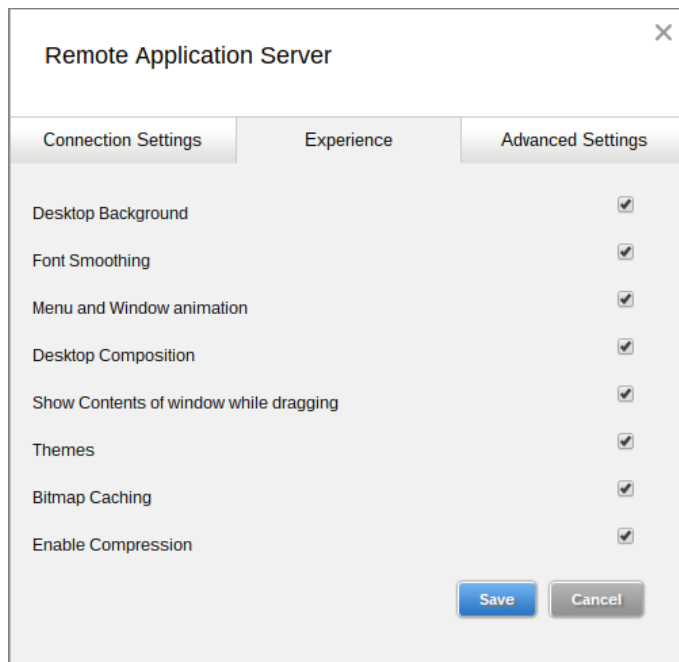 Remote Application Server
Connection Settings
Experience
Advanced Settings
Desktop Background
Font Smoothing
Menu and Window animation
Desktop Composition
Show Contents of window while dragging
Themes
Bitmap Caching
Enable Compression
Save
Cancel